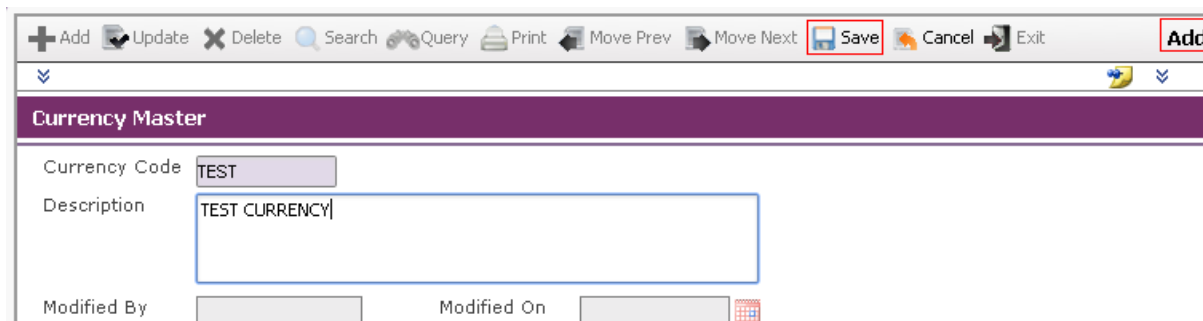 Add Update Delete Search Query Print Move Prev Move Next Save Cancel Exit Add
Currency Master
Currency Code TEST
Description TEST CURRENCY
Modified By Modified On